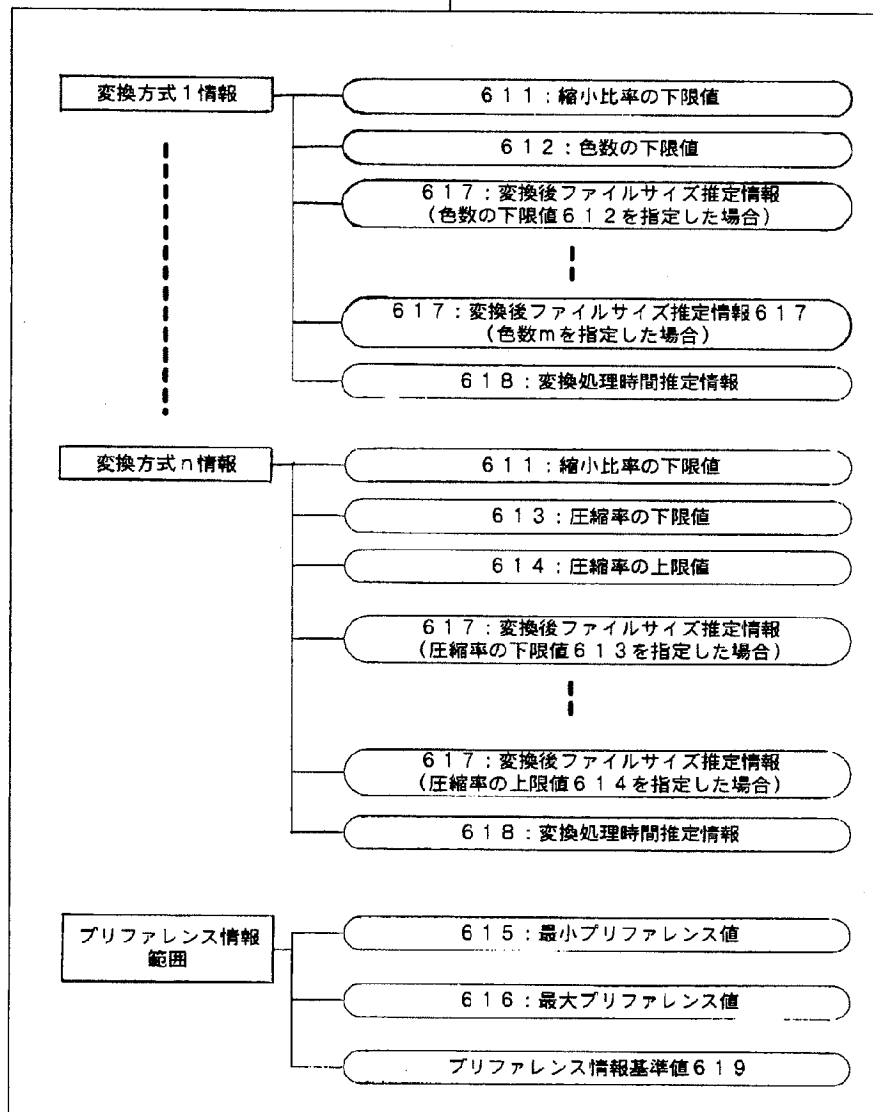 変換方式1情報
611:縮小比率の下限値
612:色数の下限値
617:変換後ファイルサイズ推定情報
(色数の下限値612を指定した場合)
617:変換後ファイルサイズ推定情報617
(色数mを指定した場合)
618:変換処理時間推定情報
変換方式n情報
611:縮小比率の下限値
613:圧縮率の下限値
614:圧縮率の上限値
617:変換後ファイルサイズ推定情報
(圧縮率の下限値613を指定した場合)
617:変換後ファイルサイズ推定情報
(圧縮率の上限値614を指定した場合)
618:変換処理時間推定情報
プリファレンス情報
範囲
615:最小プリファレンス値
616:最大プリファレンス値
プリファレンス情報基準値619